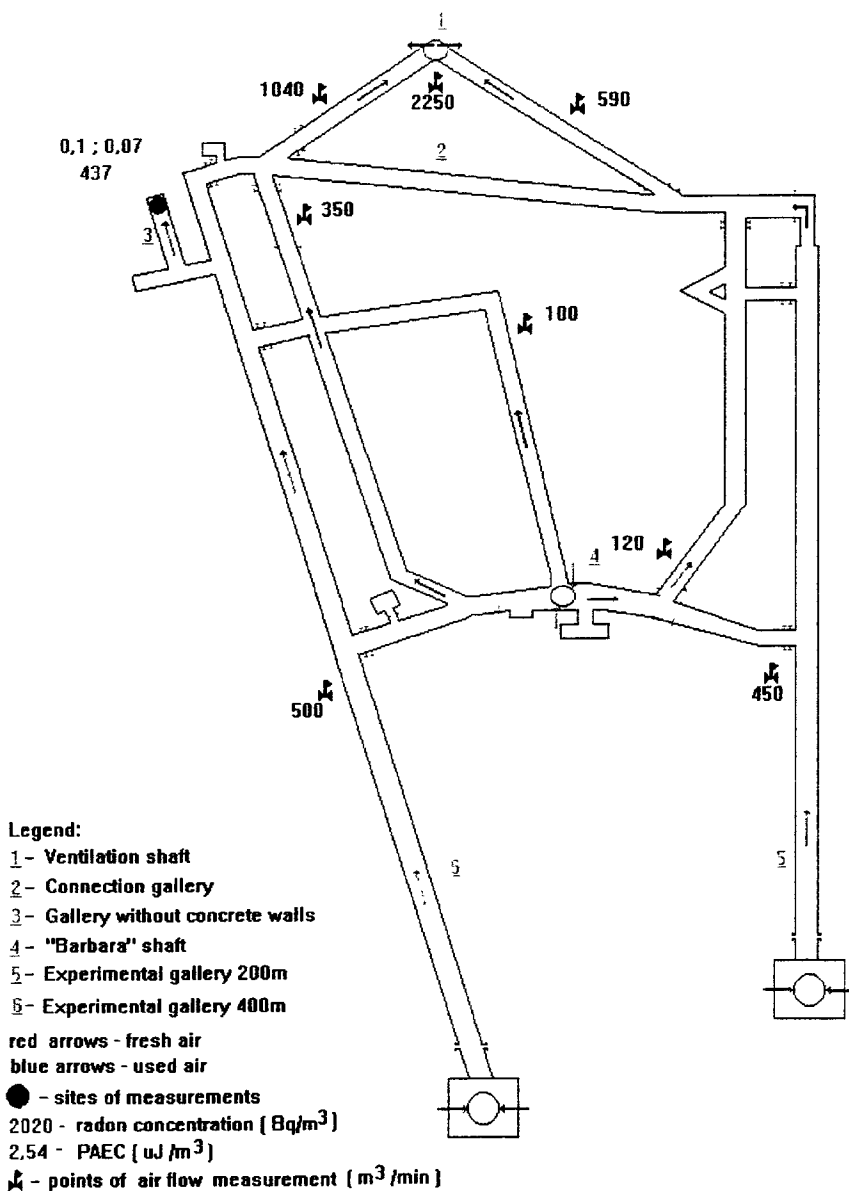 1
1040
2250
590
0,1 ; 0,07
437
2
350
3
100
4
120
500
450
Legend:
1 - Ventilation shaft
2 - Connection gallery
3 - Gallery without concrete walls
4 - "Barbara" shaft
5 - Experimental gallery 200m
6 - Experimental gallery 400m
6
5
red arrows - fresh air
blue arrows - used air
- sites of measurements
2020 - radon concentration [ Bq/m³ ]
2,54 - PAEC [ uJ /m³ ]
- points of air flow measurement [ m³ /min ]